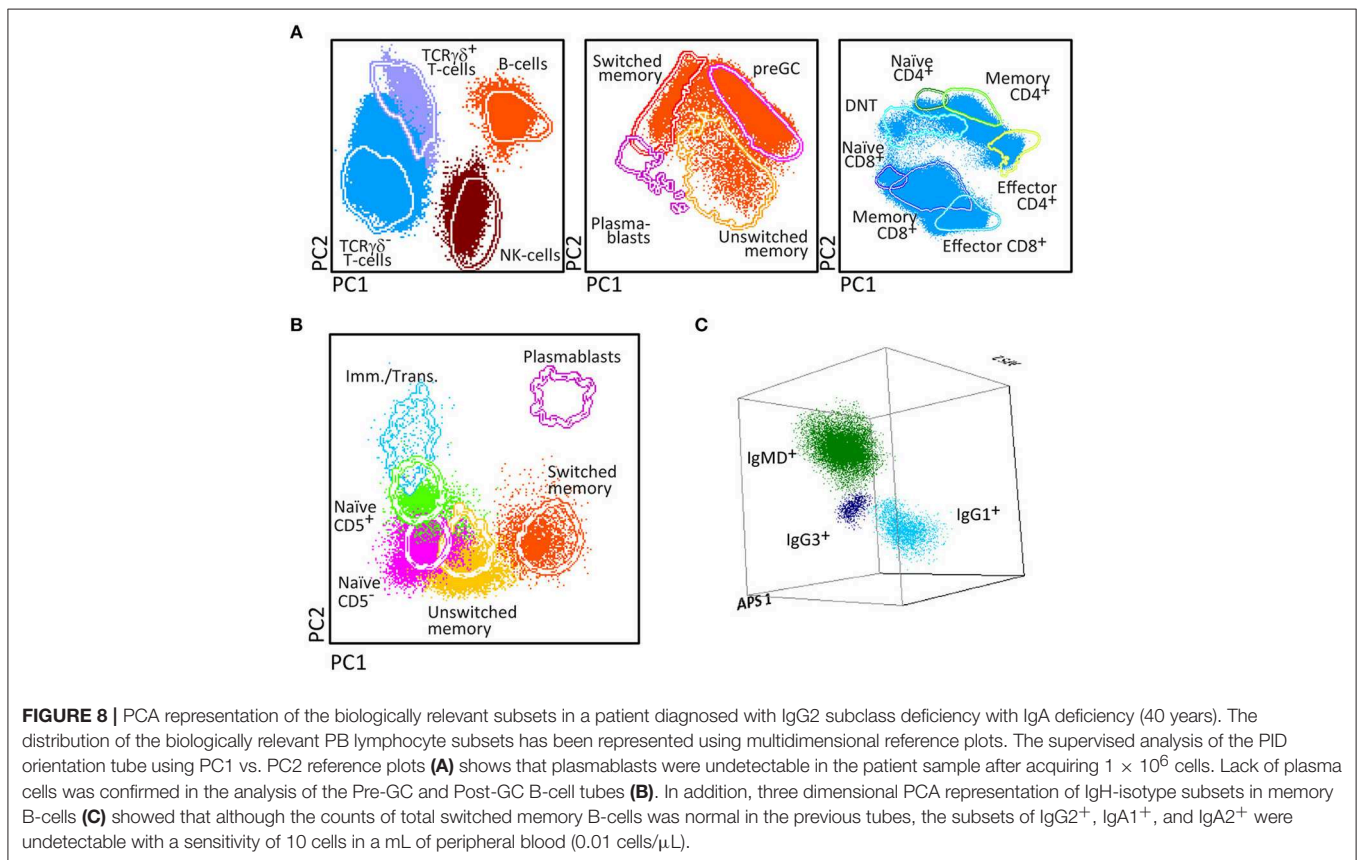 A
TCRγδ⁺
T-cells
B-cells
TCRγδ⁻
T-cells
NK-cells
PC2
PC1
Switched
memory
preGC
Plasma-
blasts
Unswitched
memory
PC2
PC1
Naïve
CD4⁺
Memory
CD4⁺
DNT
Naïve
CD8⁺
Effector
CD4⁺
Memory
CD8⁺
Effector CD8⁺
PC2
PC1
B
Plasmablasts
Imm./Trans.
Switched
memory
Naïve
CD5⁺
Naïve
CD5⁻
Unswitched
memory
PC2
PC1
C
IgMD⁺
IgG3⁺
IgG1⁺
APS 1
FIGURE 8 | PCA representation of the biologically relevant subsets in a patient diagnosed with IgG2 subclass deficiency with IgA deficiency (40 years). The
distribution of the biologically relevant PB lymphocyte subsets has been represented using multidimensional reference plots. The supervised analysis of the PID
orientation tube using PC1 vs. PC2 reference plots (A) shows that plasmablasts were undetectable in the patient sample after acquiring 1 × 10⁶ cells. Lack of plasma
cells was confirmed in the analysis of the Pre-GC and Post-GC B-cell tubes (B). In addition, three dimensional PCA representation of IgH-isotype subsets in memory
B-cells (C) showed that although the counts of total switched memory B-cells was normal in the previous tubes, the subsets of IgG2⁺, IgA1⁺, and IgA2⁺ were
undetectable with a sensitivity of 10 cells in a mL of peripheral blood (0.01 cells/μL).